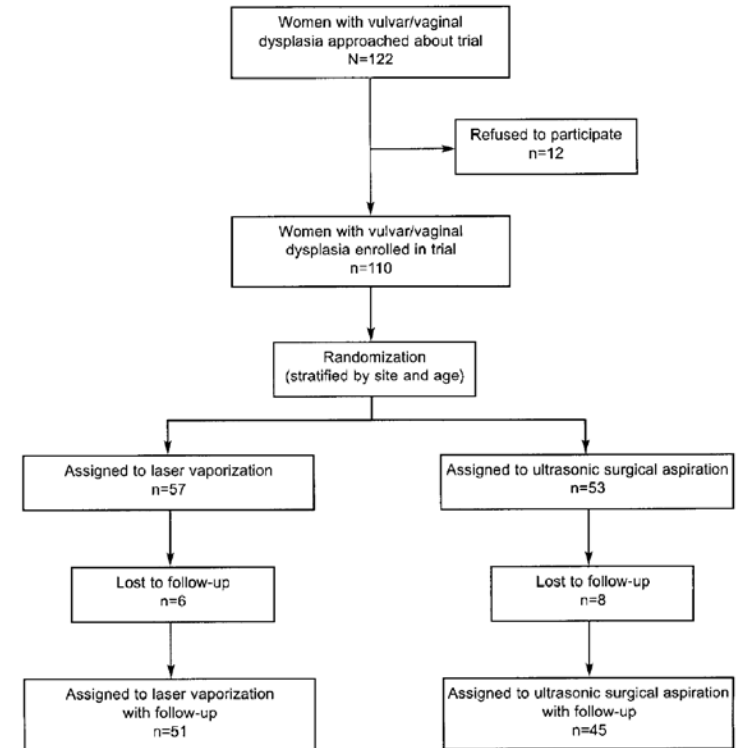 Women with vulvar/vaginal
dysplasia approached about trial
N=122
Refused to participate
n=12
Women with vulvar/vaginal
dysplasia enrolled in trial
n=110
Randomization
(stratified by site and age)
Assigned to laser vaporization
n=57
Assigned to ultrasonic surgical aspiration
n=53
Lost to follow-up
n=6
Lost to follow-up
n=8
Assigned to laser vaporization
with follow-up
n=51
Assigned to ultrasonic surgical aspiration
with follow-up
n=45